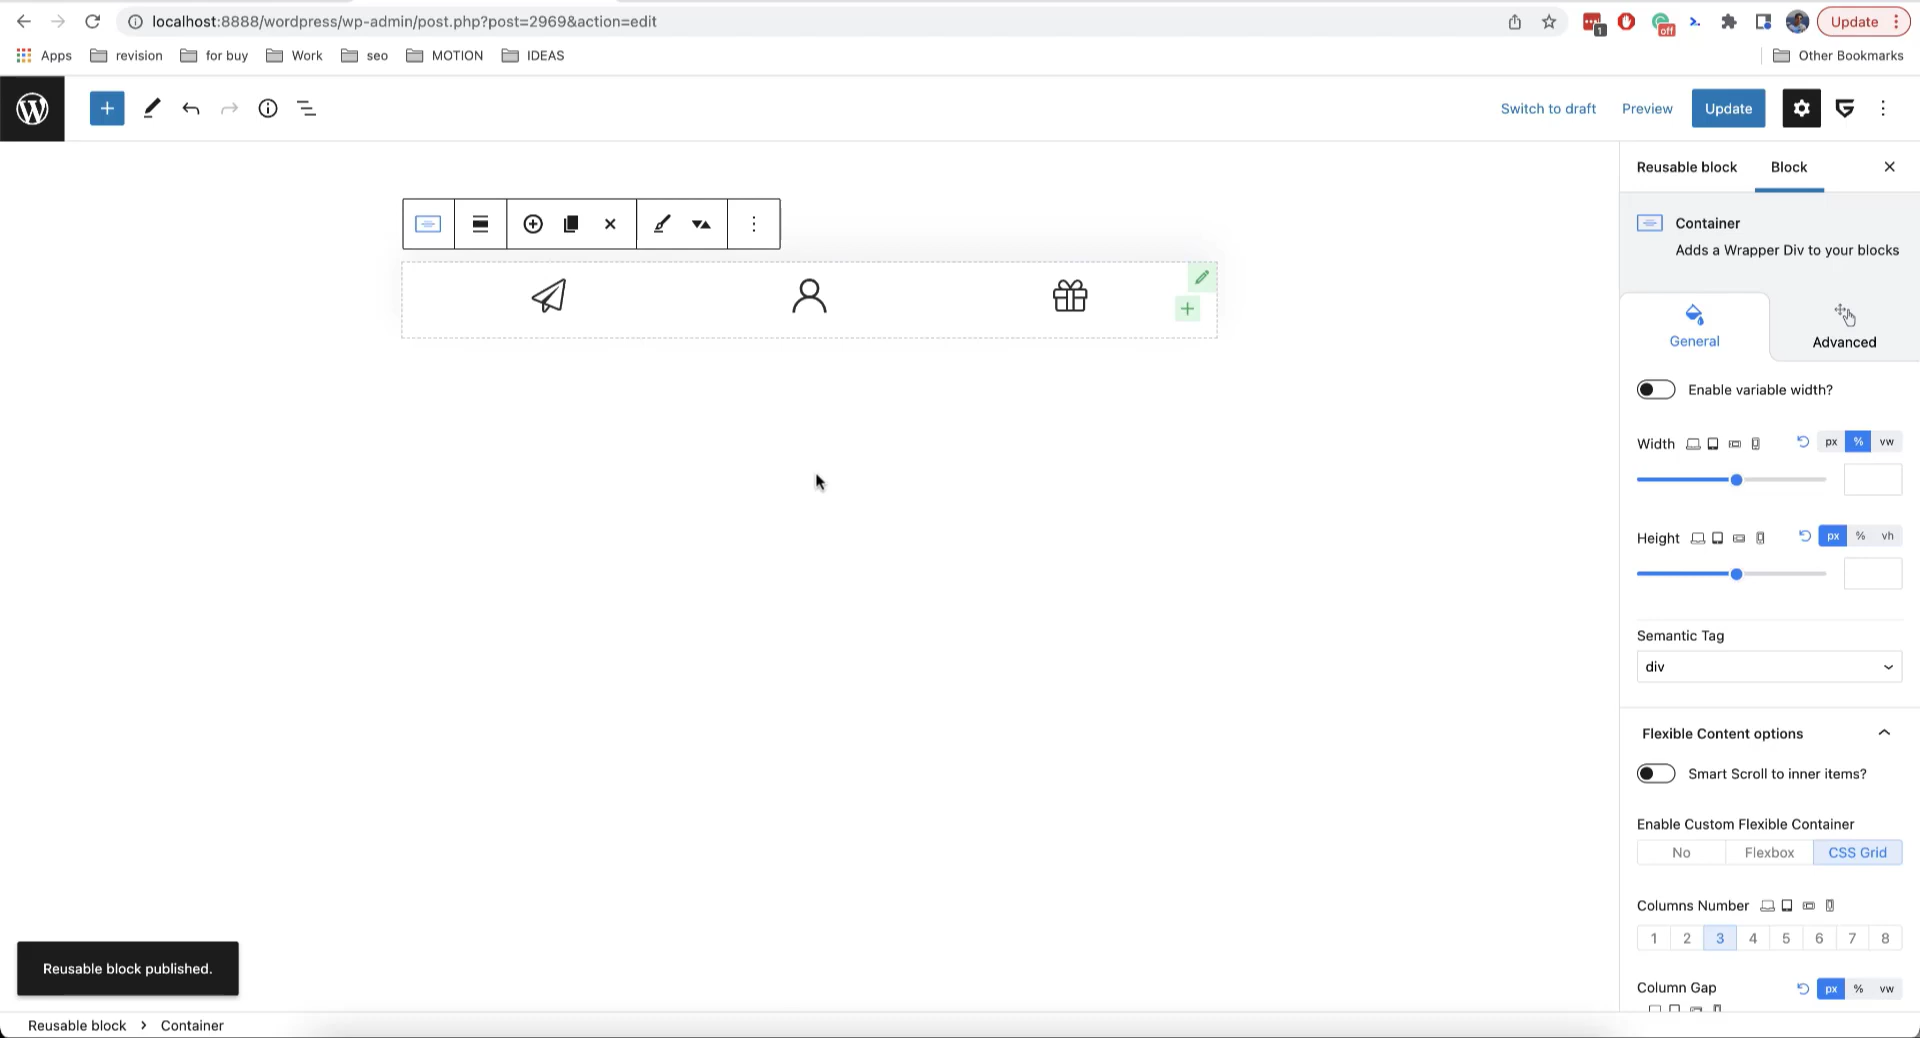 localhost:8888/wordpress/wp-admin/post.php?post=2969&action=edit
1
off
Update
Apps
revision
for buy
Work
seo
MOTION
IDEAS
Other Bookmarks
Switch to draft
Preview
Update
Reusable block
Block
Container
Adds a Wrapper Div to your blocks
General
Advanced
Enable variable width?
Width
px % vw
Height
px % vh
Semantic Tag
div
Flexible Content options
Smart Scroll to inner items?
Enable Custom Flexible Container
No Flexbox CSS Grid
Columns Number
1 2 3 4 5 6 7 8
Column Gap
px % vw
Reusable block published.
Reusable block > Container